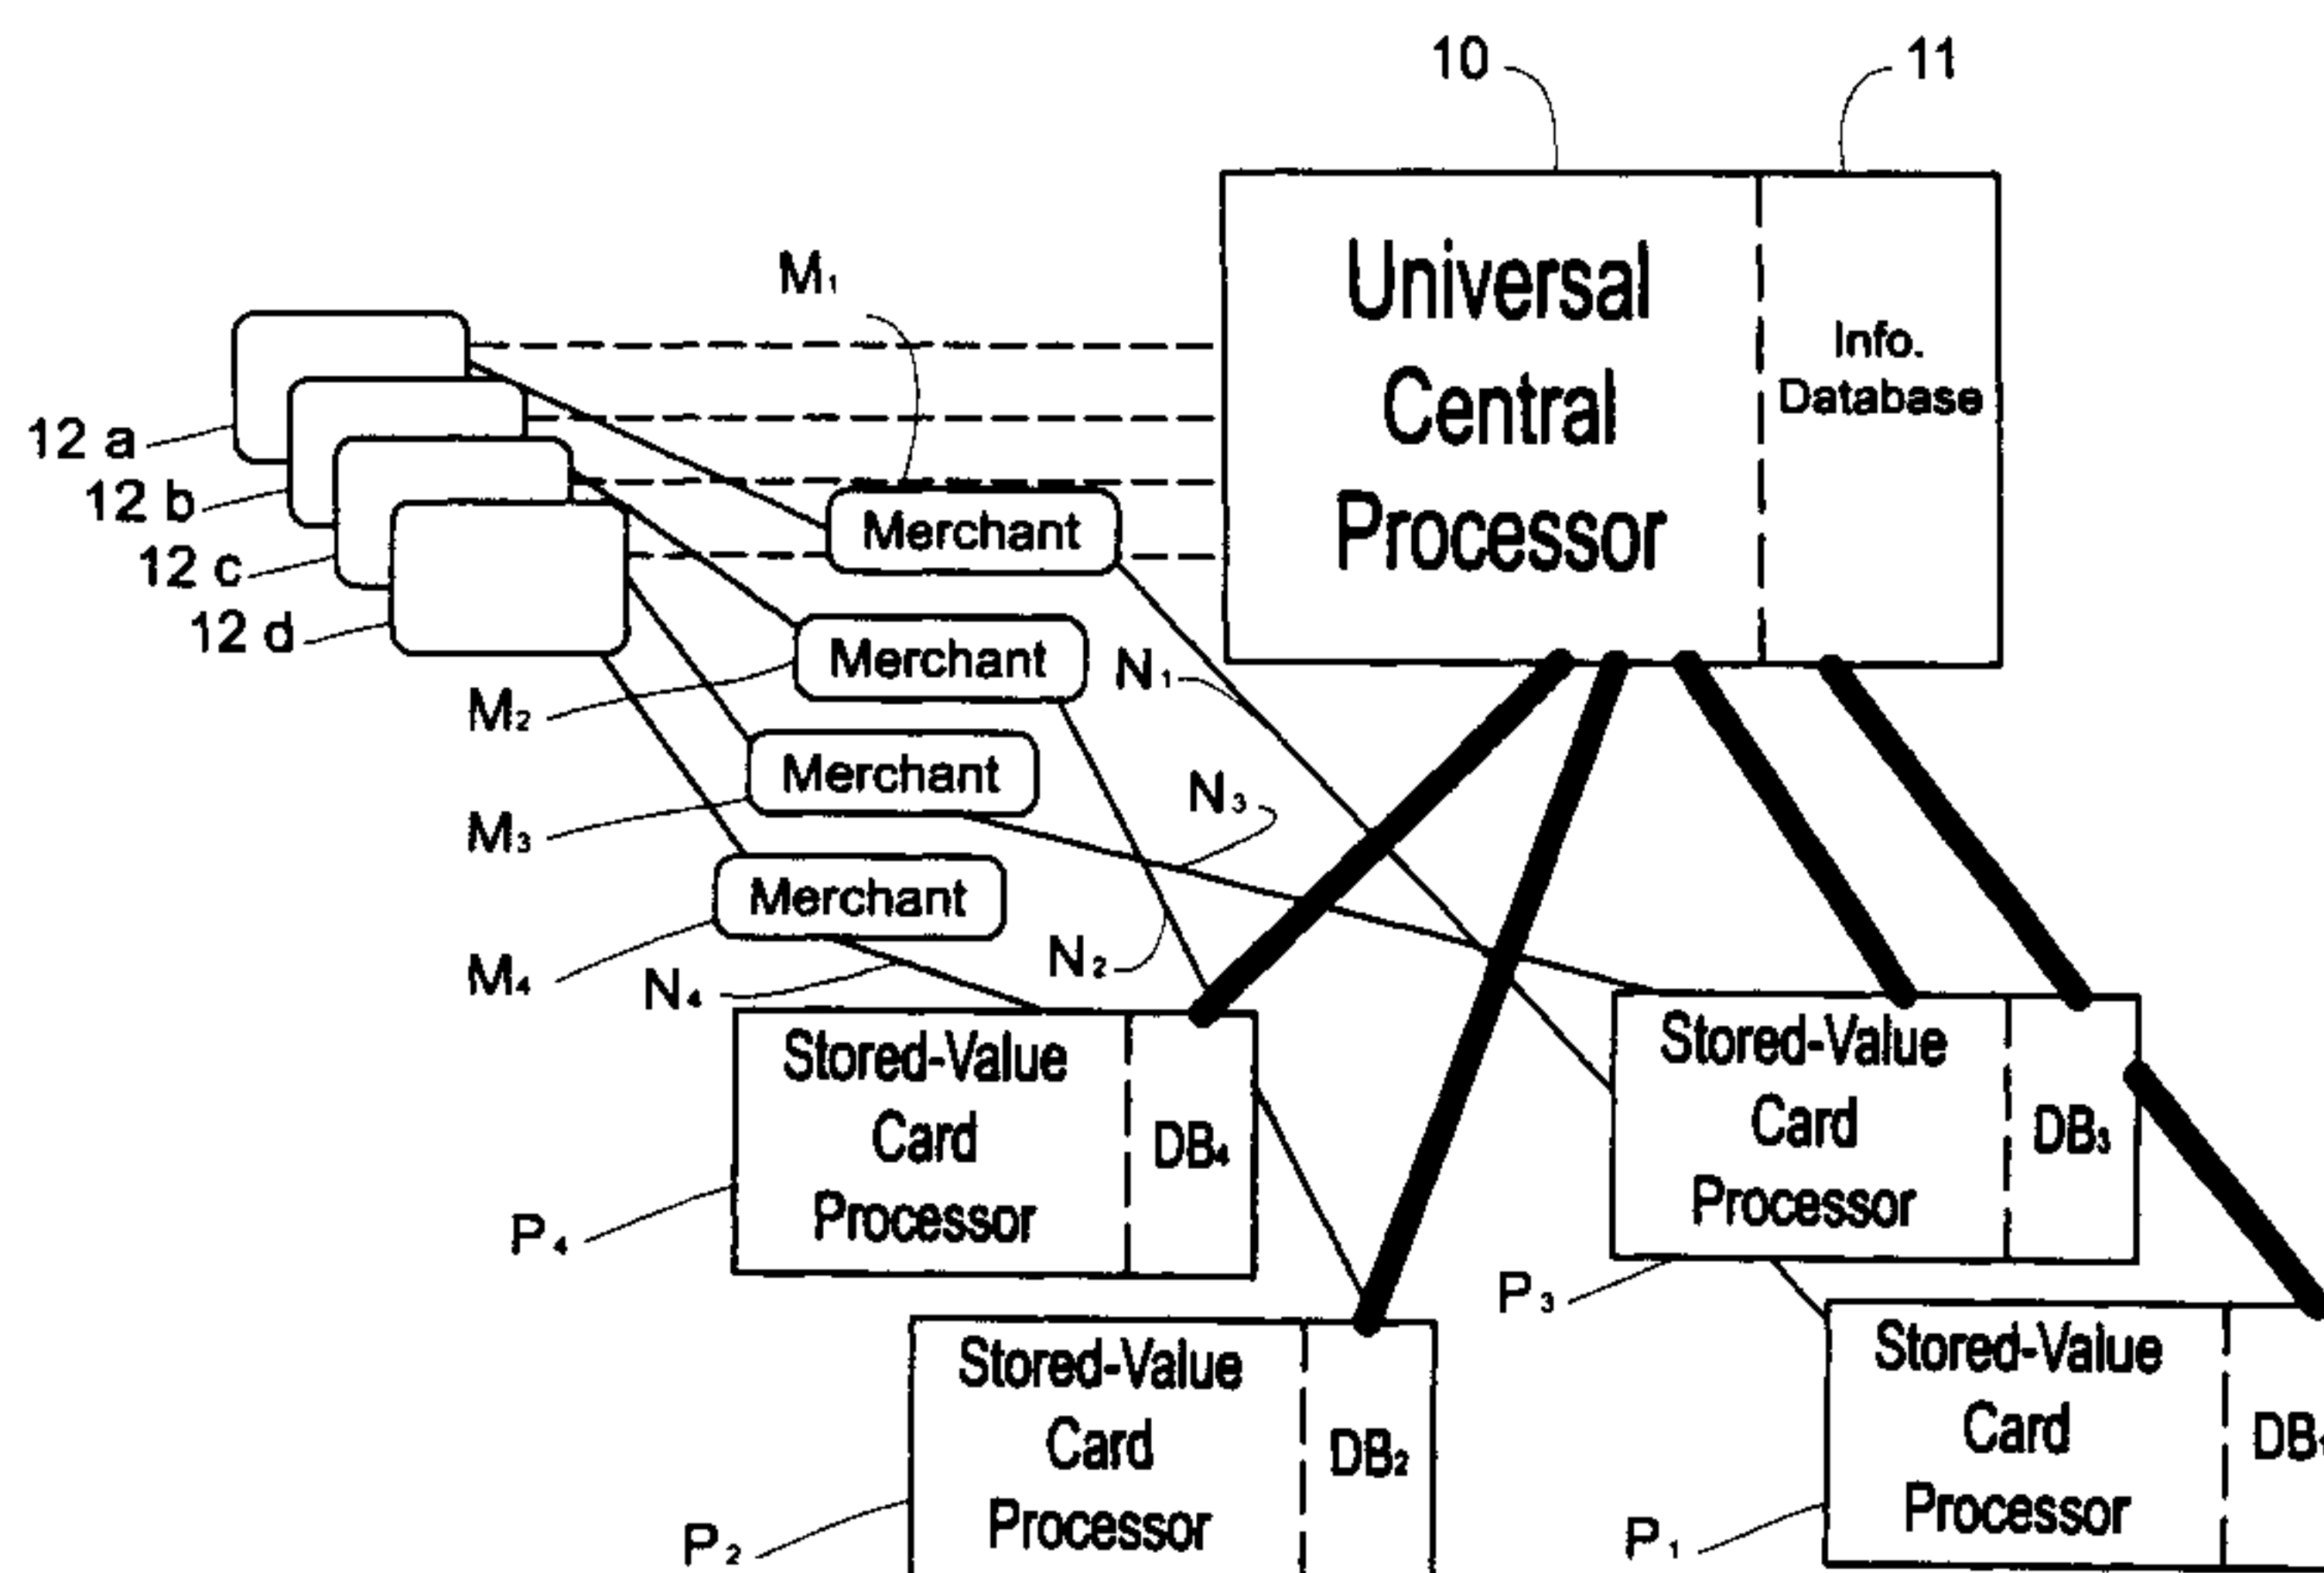 10
11
M₁
Universal
Central
Processor
Info.
Database
12 a
12 b
12 c
12 d
Merchant
Merchant
Merchant
Merchant
M₂
M₃
M₄
N₁
N₃
N₂
N₄
Stored-Value
Card
Processor
DB₄
P₄
Stored-Value
Card
Processor
DB₃
P₃
Stored-Value
Card
Processor
DB₂
P₂
Stored-Value
Card
Processor
DB₁
P₁